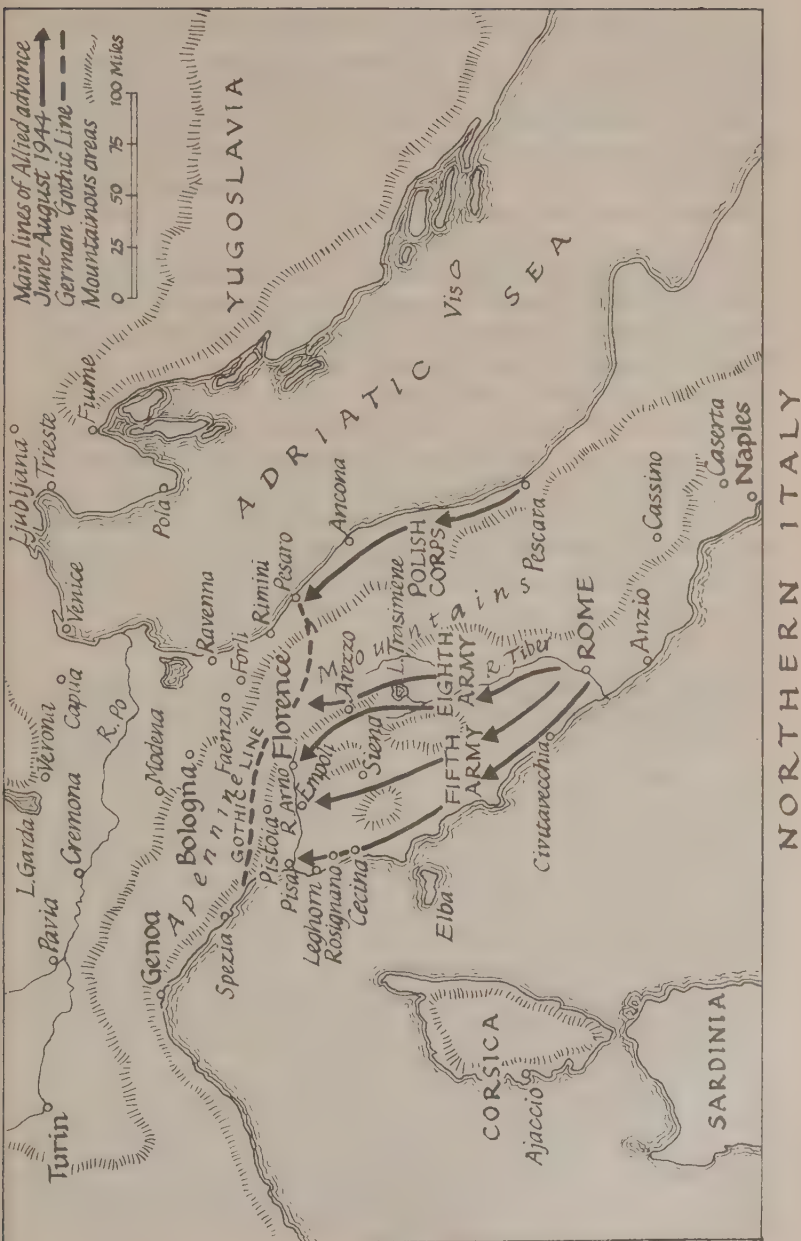 Main lines of Allied advance
June-August 1944
German Gothic Line
Mountainous areas
0 25 50 75 100 Miles
Turin
Pavia
L.Garda
Verona
Cremona
Capua
Venice
Ljubljana
Trieste
Fiume
Pola
YUGOSLAVIA
R.Po
Genoa
Modena
Bologna
Ravenna
Apennine
Mountains
Spezia
GOTHIC LINE
Faenza
Forli
Rimini
Pesaro
Pistoia
Florence
Pisa
R.Arno
Empoli
Leghorn
Rosignano
Cecina
Siena
Arezzo
L.Trasimene
Ancona
ADRIATIC
SEA
Vis
Elba
FIFTH
ARMY
EIGHTH
ARMY
POLISH
CORPS
R.Tiber
Pescara
Civitavecchia
ROME
CORSICA
Ajaccio
Anzio
Cassino
Caserta
Naples
SARDINIA
NORTHERN ITALY